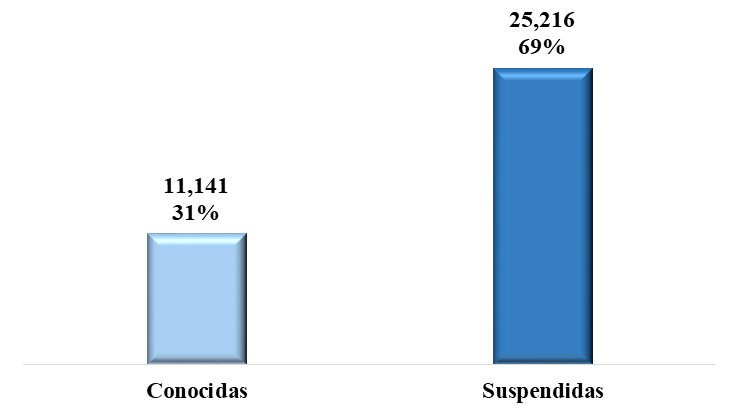 25,216
69%
11,141
31%
Conocidas
Suspendidas